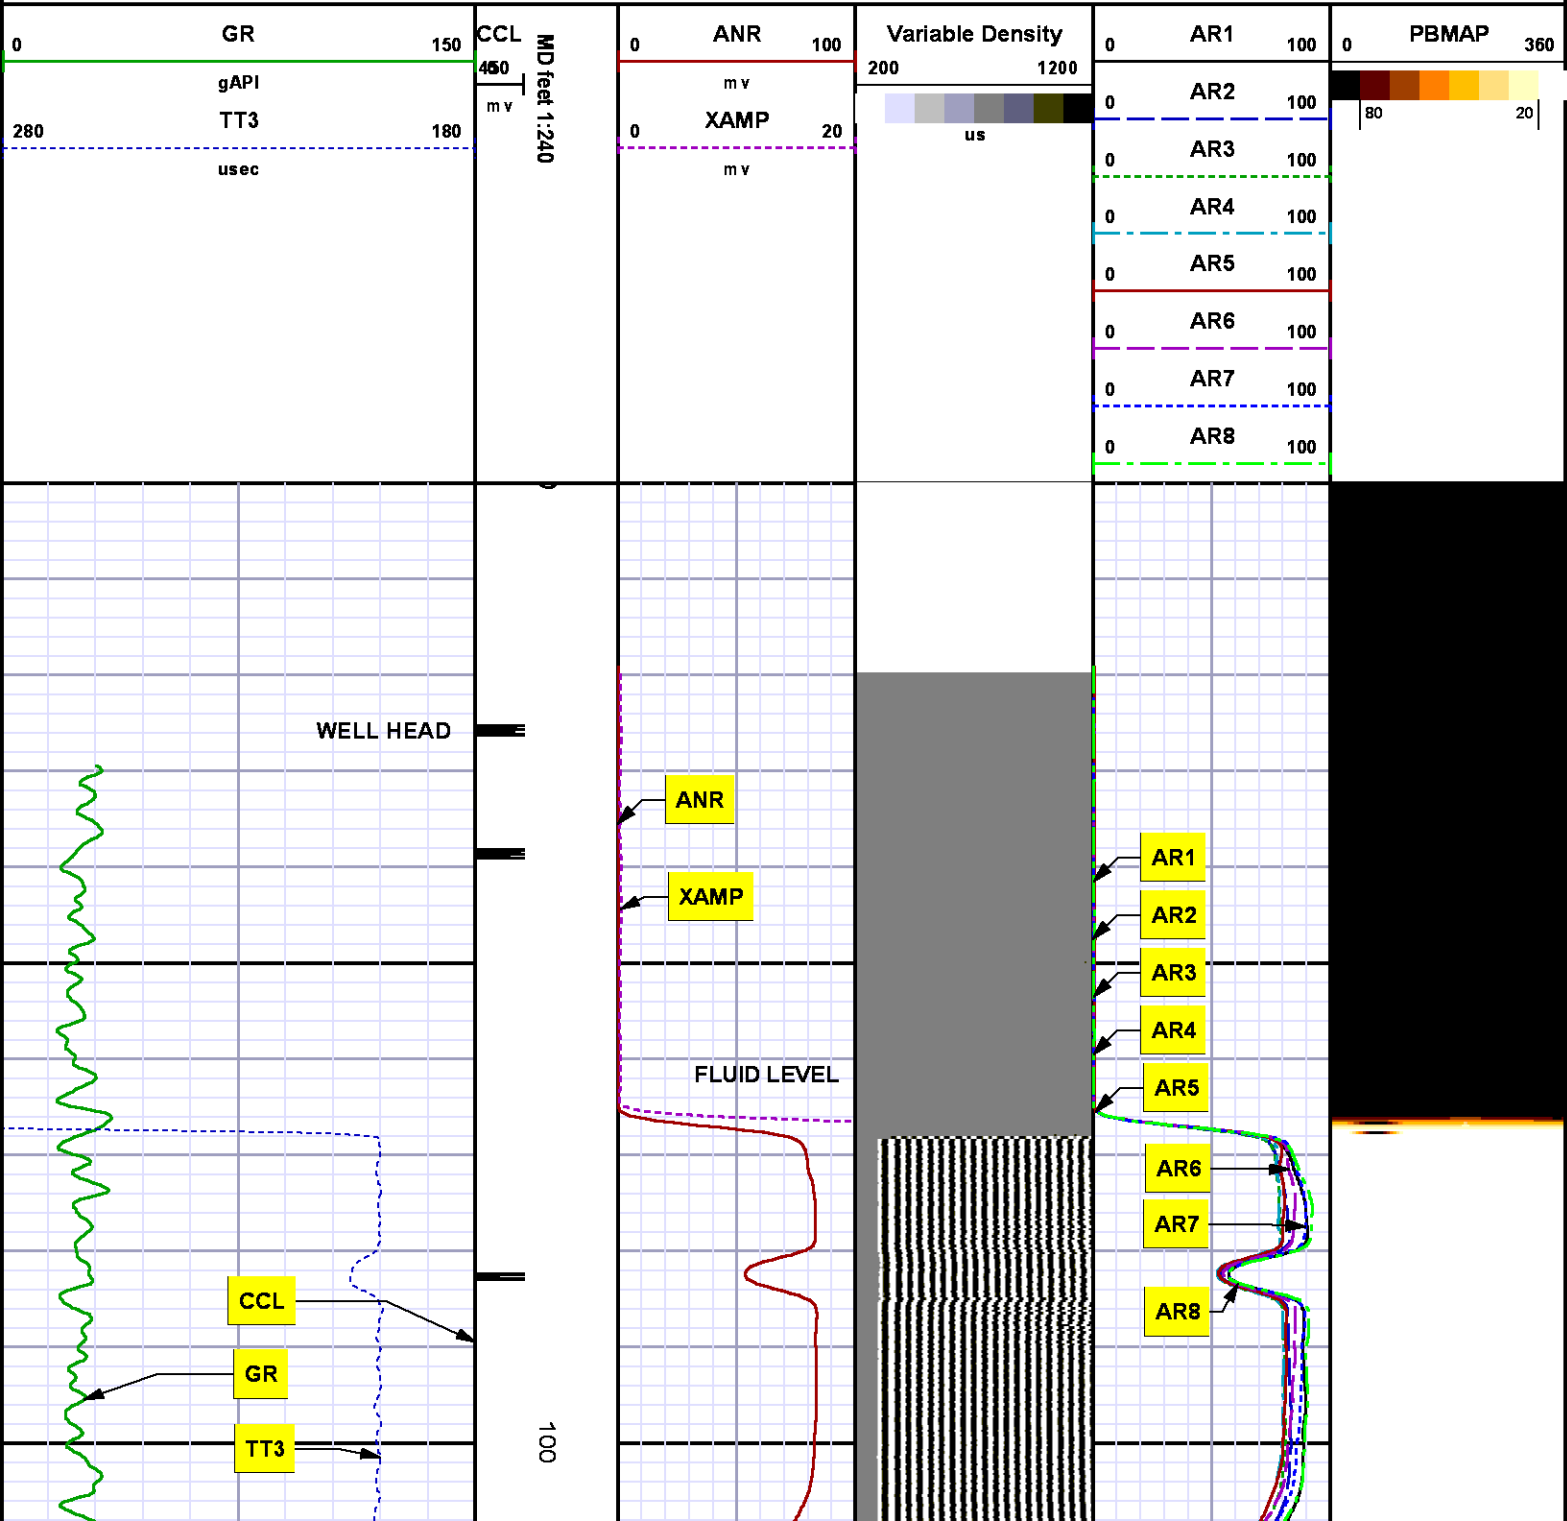 GR
0 150
gAPI
TT3
280 180
usec
CCL
mv
MD feet 1:240
ANR
0 100
mv
XAMP
0 20
mv
Variable Density
200 1200
us
AR1
0 100
AR2
0 100
AR3
0 100
AR4
0 100
AR5
0 100
AR6
0 100
AR7
0 100
AR8
0 100
PBMAP
0 360
80 20
WELL HEAD
ANR
XAMP
AR1
AR2
AR3
AR4
FLUID LEVEL
AR5
AR6
AR7
CCL
AR8
GR
TT3
100